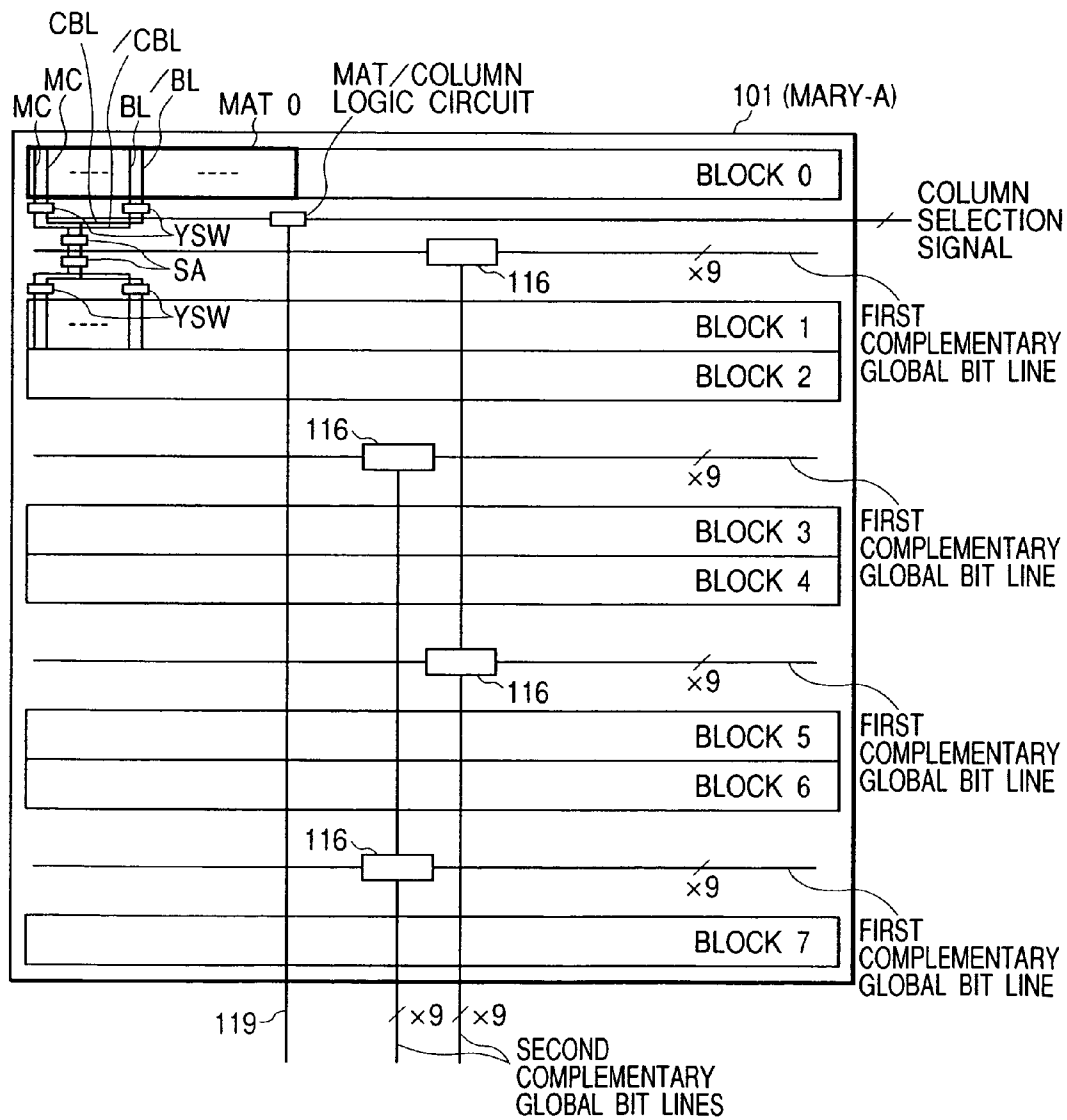 CBL
/CBL
MC
MC
BL
/BL
MAT 0
MAT/COLUMN
LOGIC CIRCUIT
101 (MARY-A)
BLOCK 0
COLUMN
SELECTION
SIGNAL
YSW
SA
116
×9
YSW
BLOCK 1
FIRST
COMPLEMENTARY
GLOBAL BIT LINE
BLOCK 2
116
×9
BLOCK 3
FIRST
COMPLEMENTARY
GLOBAL BIT LINE
BLOCK 4
116
×9
BLOCK 5
FIRST
COMPLEMENTARY
GLOBAL BIT LINE
BLOCK 6
116
×9
BLOCK 7
FIRST
COMPLEMENTARY
GLOBAL BIT LINE
119
×9
×9
SECOND
COMPLEMENTARY
GLOBAL BIT LINES